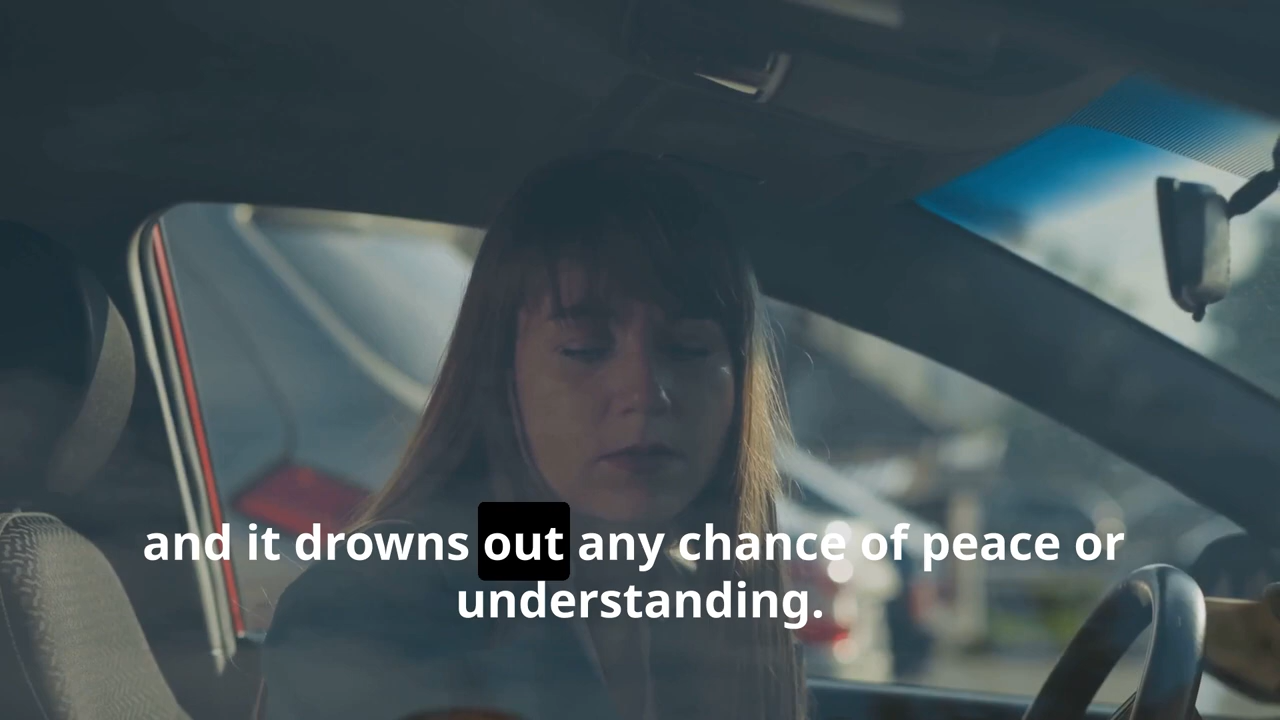 and it drowns out any chance of peace or
understanding.